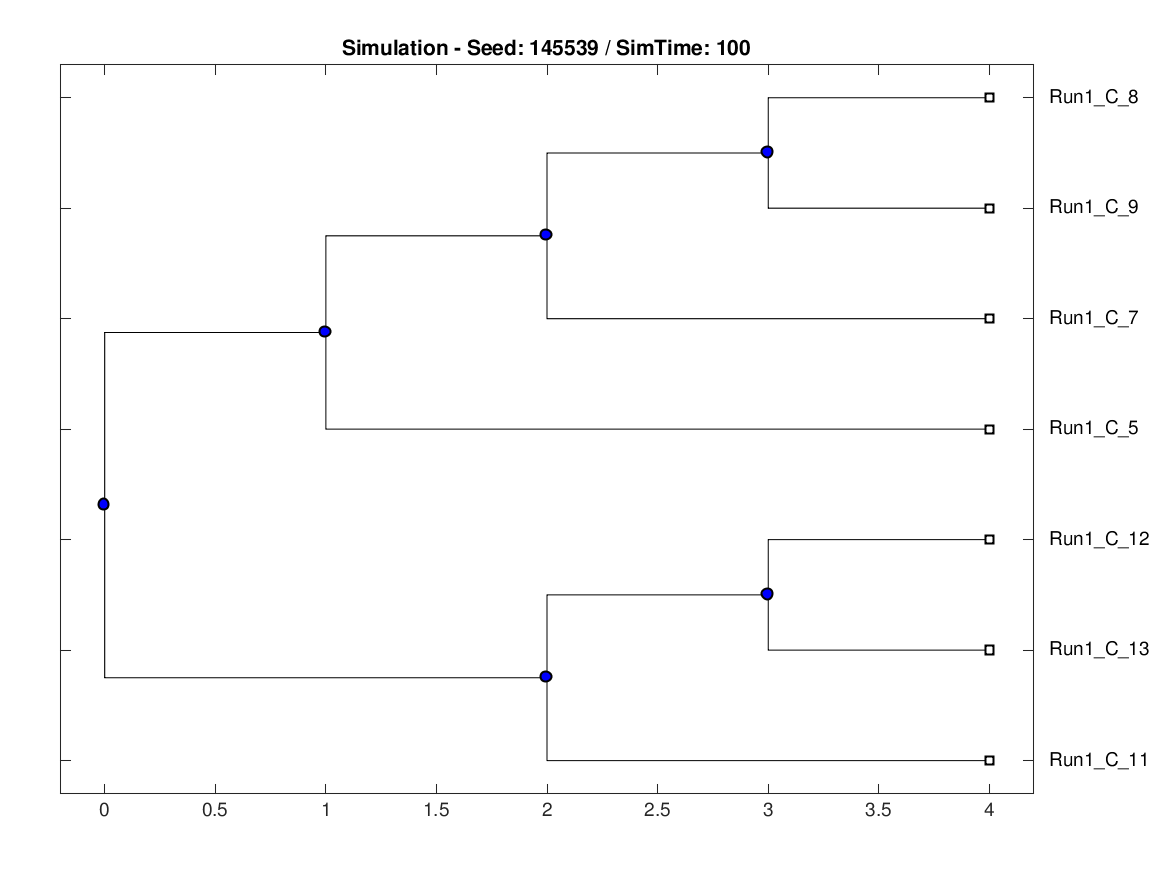 Simulation - Seed: 145539 / SimTime: 100
Run1_C_8
Run1_C_9
Run1_C_7
Run1_C_5
Run1_C_12
Run1_C_13
Run1_C_11
0 0.5 1 1.5 2 2.5 3 3.5 4